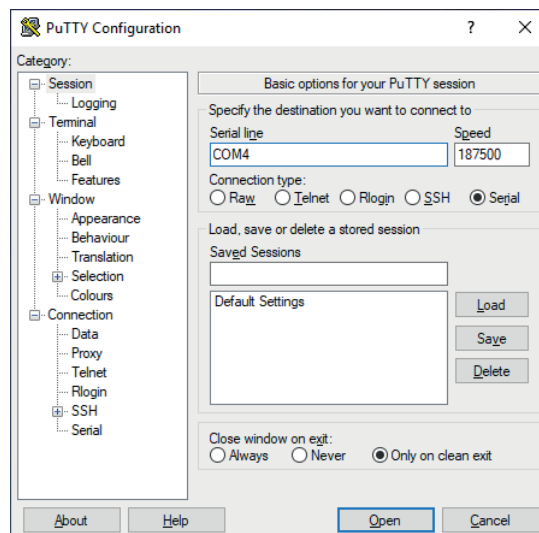 PuTTY Configuration
?
Category:
Session
Logging
Terminal
Keyboard
Bell
Features
Window
Appearance
Behaviour
Translation
Selection
Colours
Connection
Data
Proxy
Telnet
Rlogin
SSH
Serial
Basic options for your PuTTY session
Specify the destination you want to connect to
Serial line Speed
COM4 187500
Connection type:
Raw Telnet Rlogin SSH Serial
Load, save or delete a stored session
Saved Sessions
Default Settings
Load
Save
Delete
Close window on exit:
Always Never Only on clean exit
About Help Open Cancel